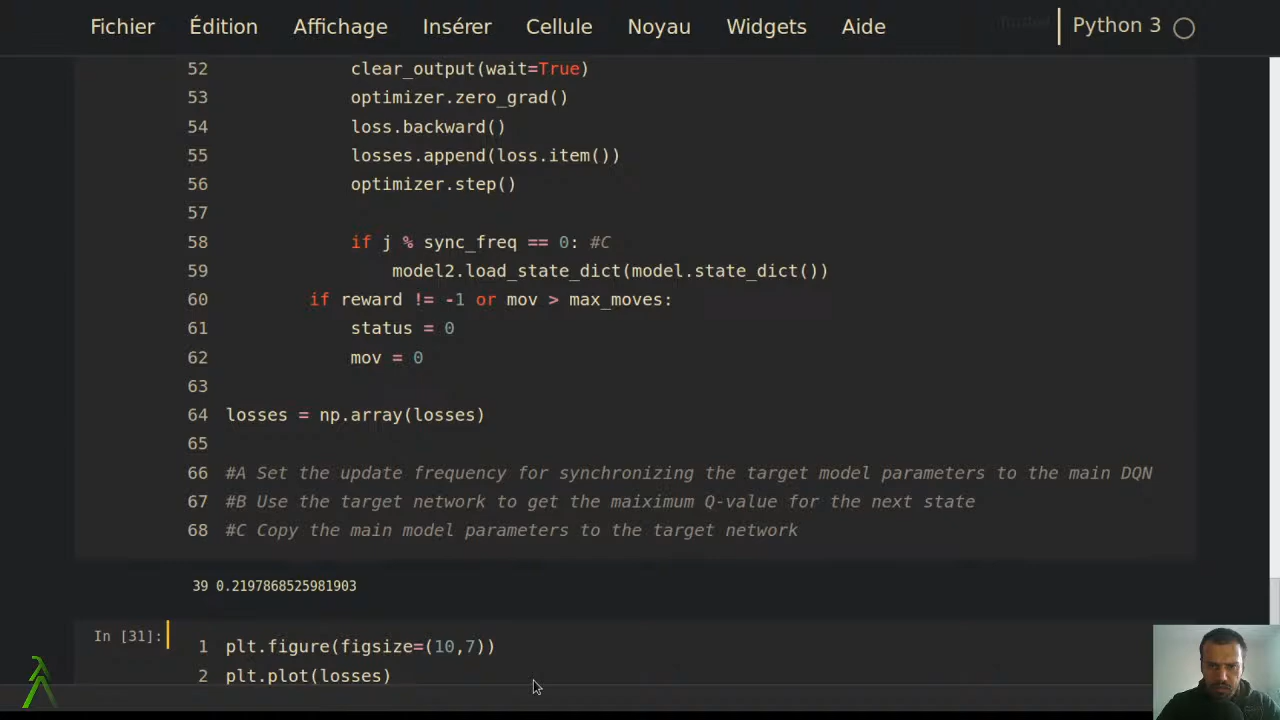 Fichier Édition Affichage Insérer Cellule Noyau Widgets Aide Python 3
52 clear_output(wait=True)
53 optimizer.zero_grad()
54 loss.backward()
55 losses.append(loss.item())
56 optimizer.step()
57
58 if j % sync_freq == 0: #C
59 model2.load_state_dict(model.state_dict())
60 if reward != -1 or mov > max_moves:
61 status = 0
62 mov = 0
63
64 losses = np.array(losses)
65
66 #A Set the update frequency for synchronizing the target model parameters to the main DQN
67 #B Use the target network to get the maiximum Q-value for the next state
68 #C Copy the main model parameters to the target network
39 0.2197868525981903
In [31]:
1 plt.figure(figsize=(10,7))
2 plt.plot(losses)